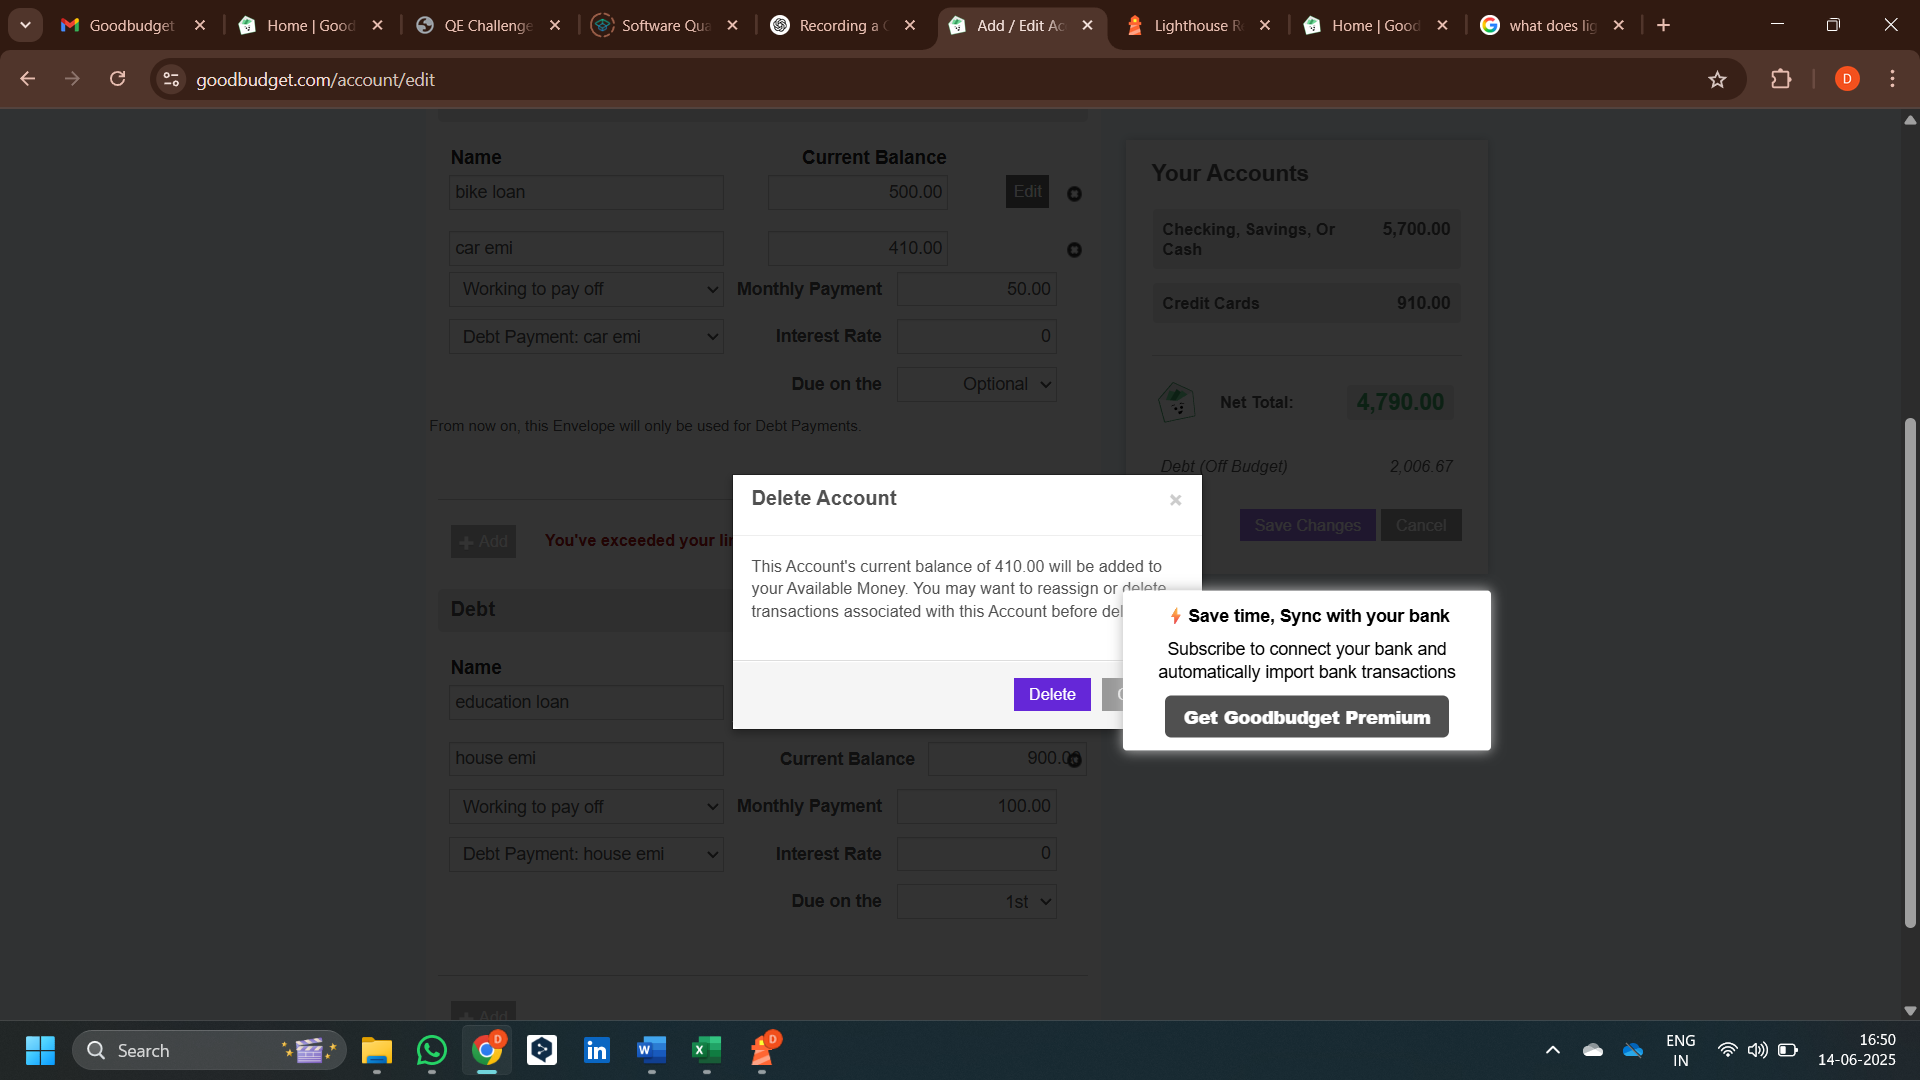 Goodbudget
Home | Good
QE Challenge
Software Qua
Recording a
Add / Edit Ac
Lighthouse R
Home | Good
what does lig
goodbudget.com/account/edit
D
Name
Current Balance
bike loan
500.00
Edit
car emi
410.00
Working to pay off
Monthly Payment
50.00
Debt Payment: car emi
Interest Rate
0
Due on the
Optional
From now on, this Envelope will only be used for Debt Payments.
+ Add
You've exceeded your
Debt
Name
education loan
house emi
Current Balance
900.0
Working to pay off
Monthly Payment
100.00
Debt Payment: house emi
Interest Rate
0
Due on the
1st
+ Add
Your Accounts
Checking, Savings, Or
Cash
5,700.00
Credit Cards
910.00
Net Total:
4,790.00
Debt (Off Budget)
2,006.67
Save Changes
Cancel
Delete Account
×
This Account's current balance of 410.00 will be added to
your Available Money. You may want to reassign or delete
transactions associated with this Account before
Delete
Save time, Sync with your bank
Subscribe to connect your bank and
automatically import bank transactions
Get Goodbudget Premium
Search
D
D
ENG
IN
16:50
14-06-2025